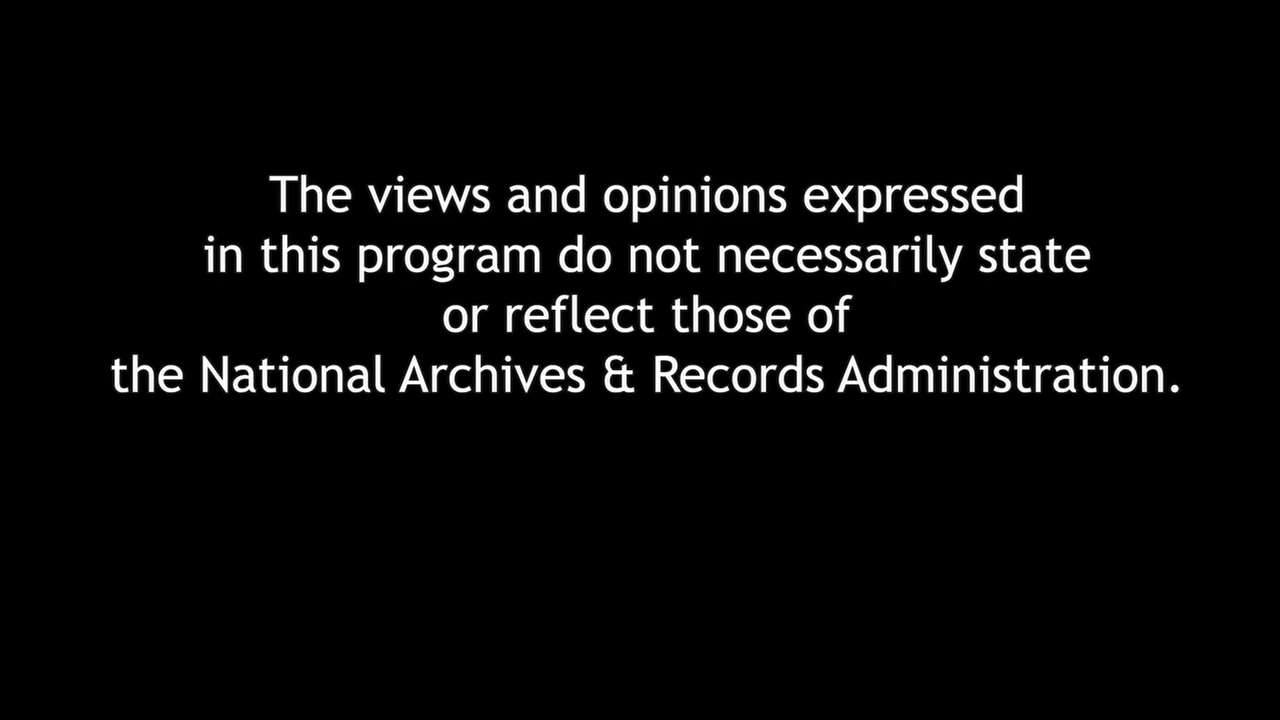 The views and opinions expressed
in this program do not necessarily state
or reflect those of
the National Archives & Records Administration.